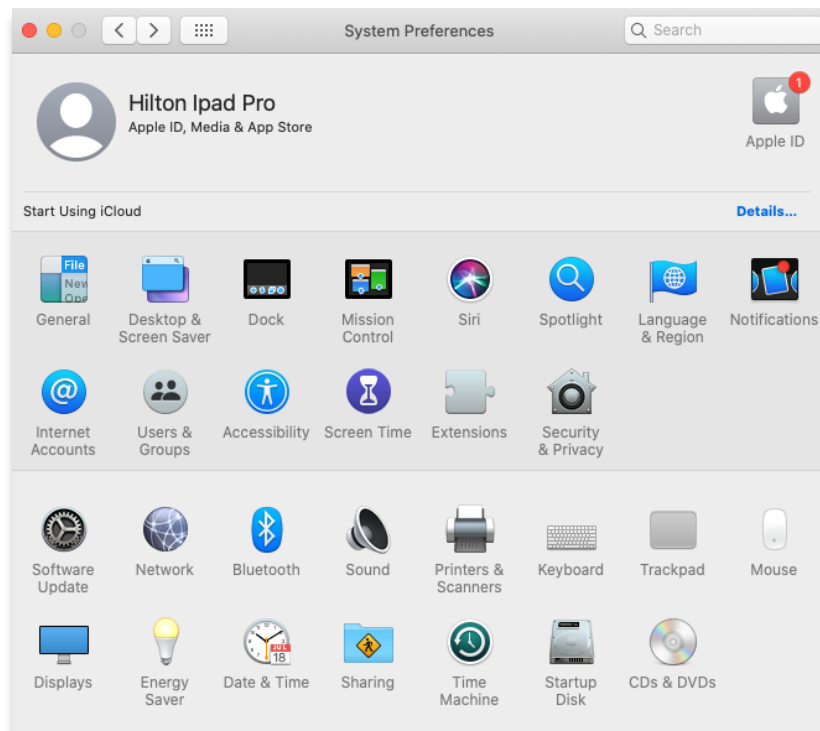 System Preferences
Search
Hilton Ipad Pro
Apple ID, Media & App Store
1
Apple ID
Start Using iCloud
Details...
File
New
Ope
General
Desktop &
Screen Saver
Dock
Mission
Control
Siri
Spotlight
Language
& Region
Notifications
@
Internet
Accounts
Users &
Groups
Accessibility
Screen Time
Extensions
Security
& Privacy
Software
Update
Network
Bluetooth
Sound
Printers &
Scanners
Keyboard
Trackpad
Mouse
JUL
18
Displays
Energy
Saver
Date & Time
Sharing
Time
Machine
Startup
Disk
CDs & DVDs